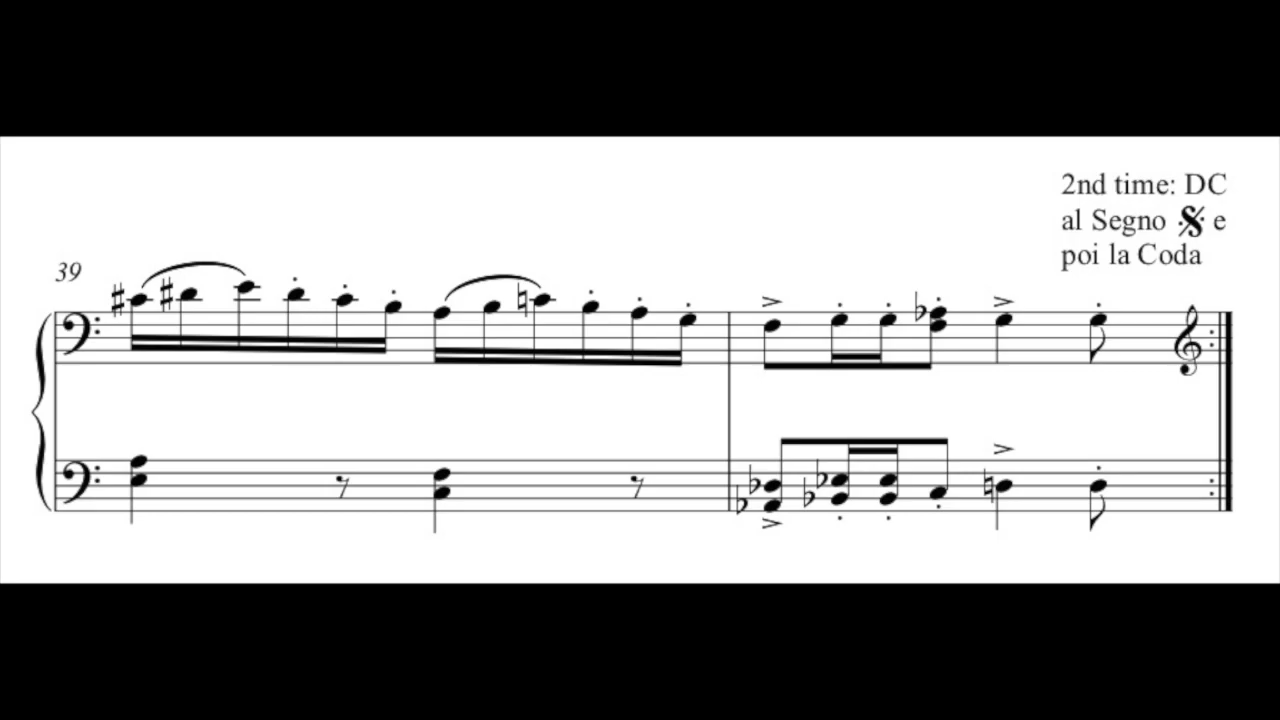 2nd time: DC
al Segno 𝄋 e
poi la Coda
39